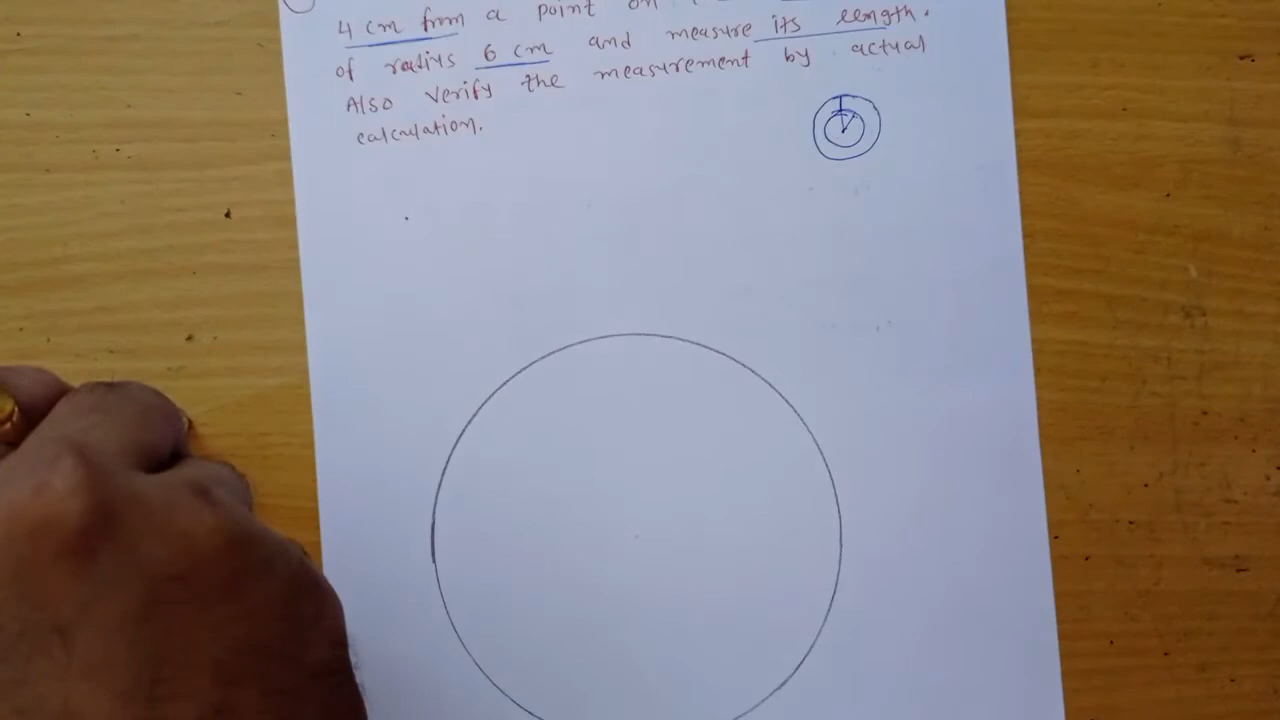 4 cm from a point on
of radius 6 cm and measure its length.
Also verify the measurement by actual
calculation.